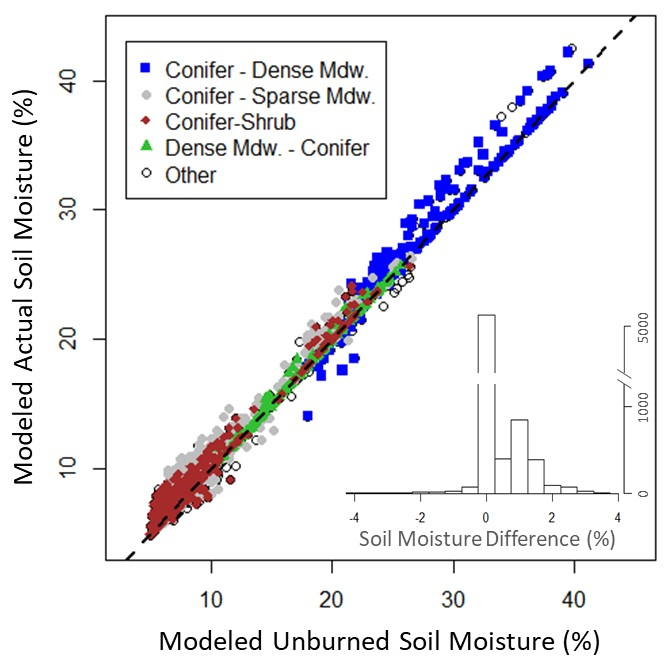 Conifer - Dense Mdw.
Conifer - Sparse Mdw.
Conifer-Shrub
Dense Mdw. - Conifer
Other
Modeled Actual Soil Moisture (%)
40
30
20
10
5000
1000
0
-4 -2 0 2 4
Soil Moisture Difference (%)
10 20 30 40
Modeled Unburned Soil Moisture (%)